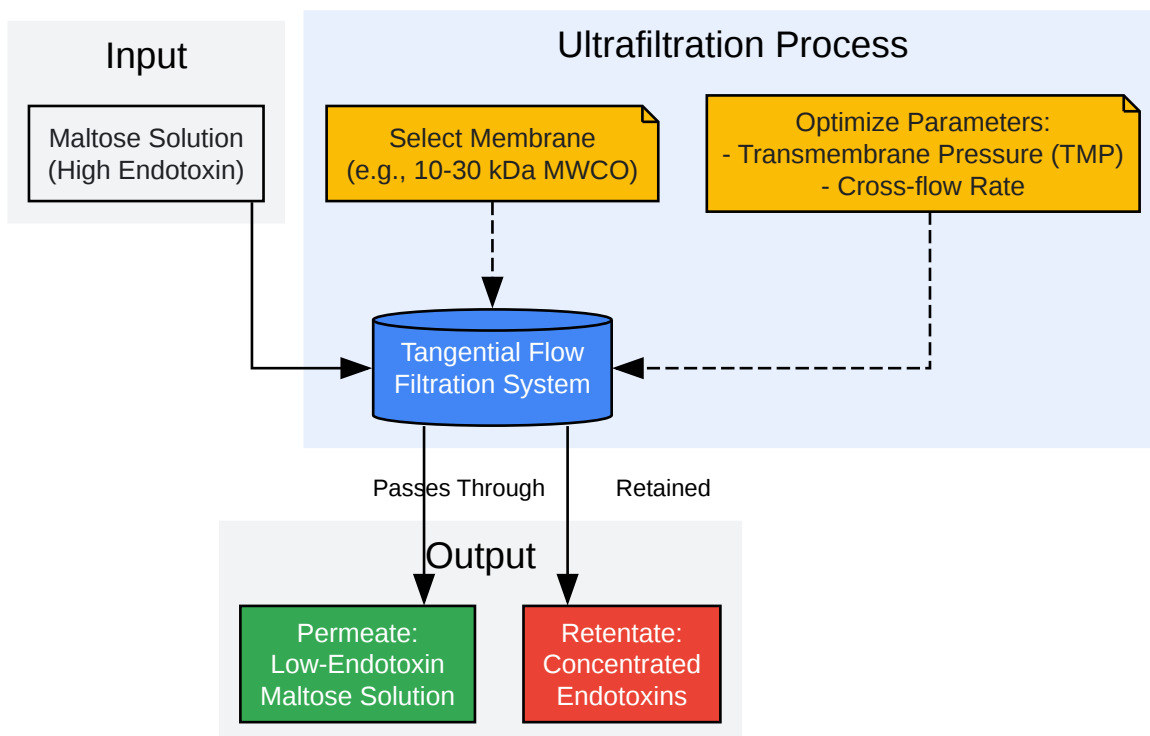 Input
Ultrafiltration Process
Maltose Solution
(High Endotoxin)
Select Membrane
(e.g., 10-30 kDa MWCO)
Optimize Parameters:
- Transmembrane Pressure (TMP)
- Cross-flow Rate
Tangential Flow
Filtration System
Passes Through
Retained
Output
Permeate:
Low-Endotoxin
Maltose Solution
Retentate:
Concentrated
Endotoxins